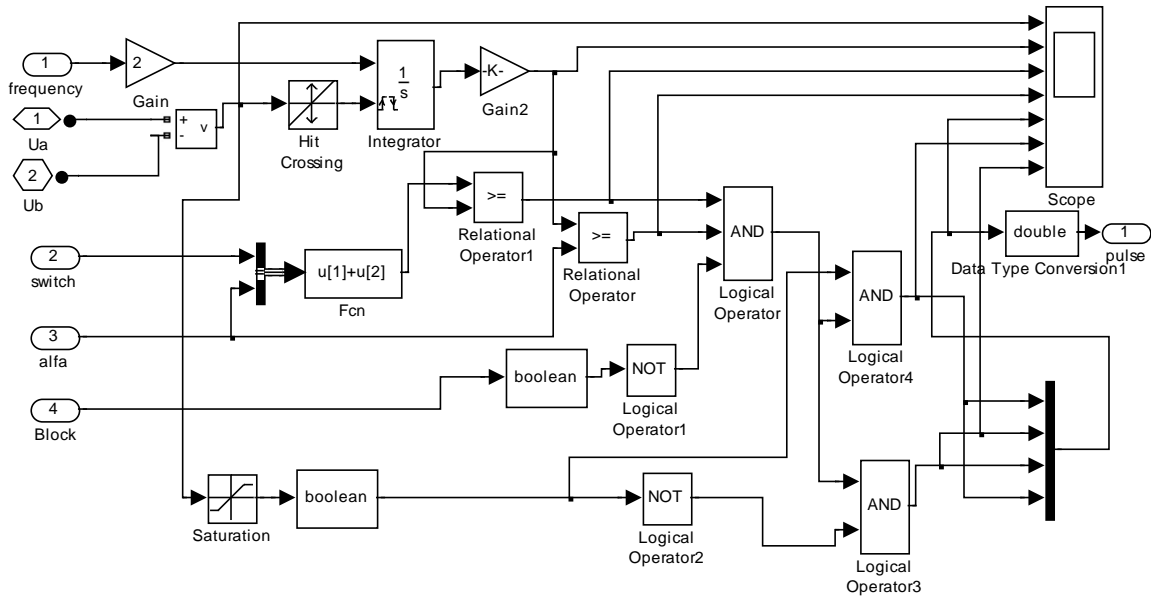 1
frequency
2
Gain
1
Ua
2
Ub
+
-
v
Hit
Crossing
1
s
Integrator
-K-
Gain2
Scope
>=
Relational
Operator1
>=
Relational
Operator
AND
Logical
Operator
double
Data Type Conversion1
1
pulse
2
switch
u[1]+u[2]
Fcn
AND
Logical
Operator4
3
alfa
boolean
NOT
Logical
Operator1
4
Block
Saturation
boolean
NOT
Logical
Operator2
AND
Logical
Operator3